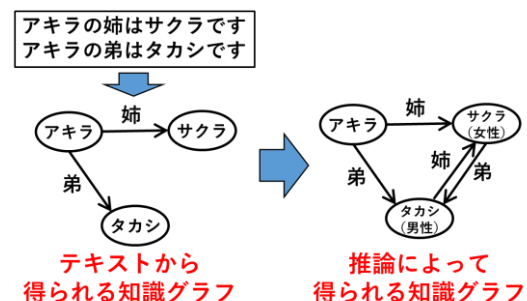 アキラの姉はサクラです
アキラの弟はタカシです
姉
アキラ
サクラ
弟
タカシ
テキストから
得られる知識グラフ
姉
アキラ
サクラ
(女性)
弟
姉
弟
タカシ
(男性)
推論によって
得られる知識グラフ